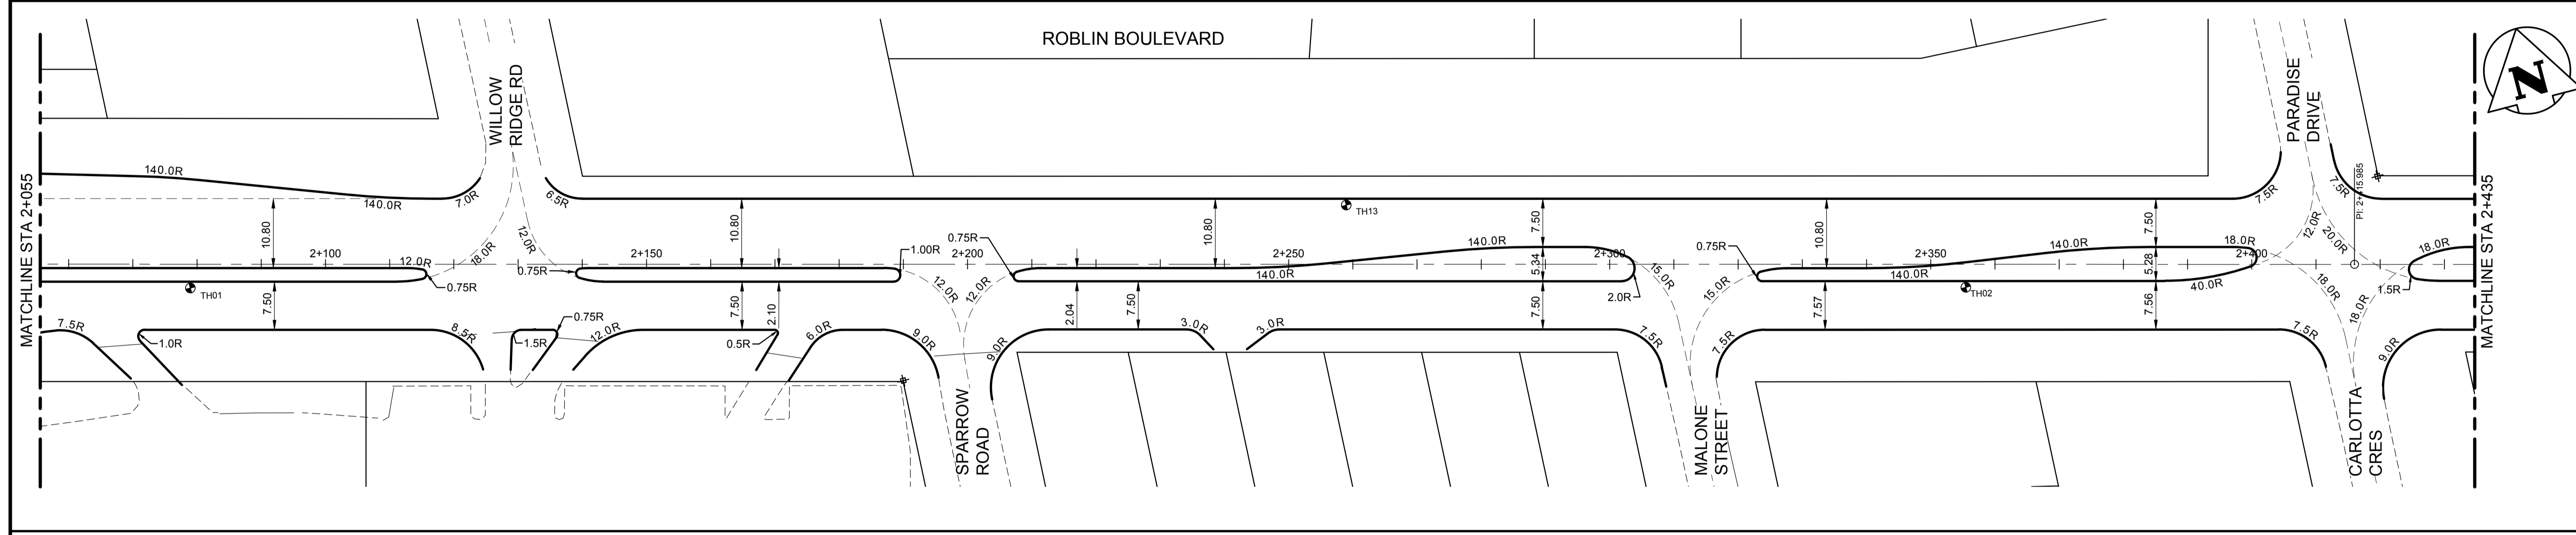 ROBLIN BOULEVARD
N
WILLOW
RIDGE RD
PARADISE
DRIVE
MATCHLINE STA 2+055
MATCHLINE STA 2+435
PI: 2+415.985
140.0R
140.0R
7.0R
6.5R
7.5R
7.5R
10.80
10.80
10.80
TH13
7.50
10.80
7.50
12.0R
20.0R
18.0R
12.0R
0.75R
140.0R
0.75R
140.0R
18.0R
18.0R
2+100
2+150
1.00R
2+200
2+250
2+300
2+350
2+400
12.0R
0.75R
0.75R
140.0R
5.34
15.0R
140.0R
5.28
40.0R
18.0R
1.5R
TH01
12.0R
12.0R
2.0R
15.0R
TH02
18.0R
7.50
7.50
2.10
2.04
7.50
7.50
7.57
7.56
7.5R
1.0R
8.5R
1.5R
0.75R
12.0R
0.5R
6.0R
9.0R
9.0R
3.0R
3.0R
7.5R
7.5R
7.5R
9.0R
SPARROW
ROAD
MALONE
STREET
CARLOTTA
CRES